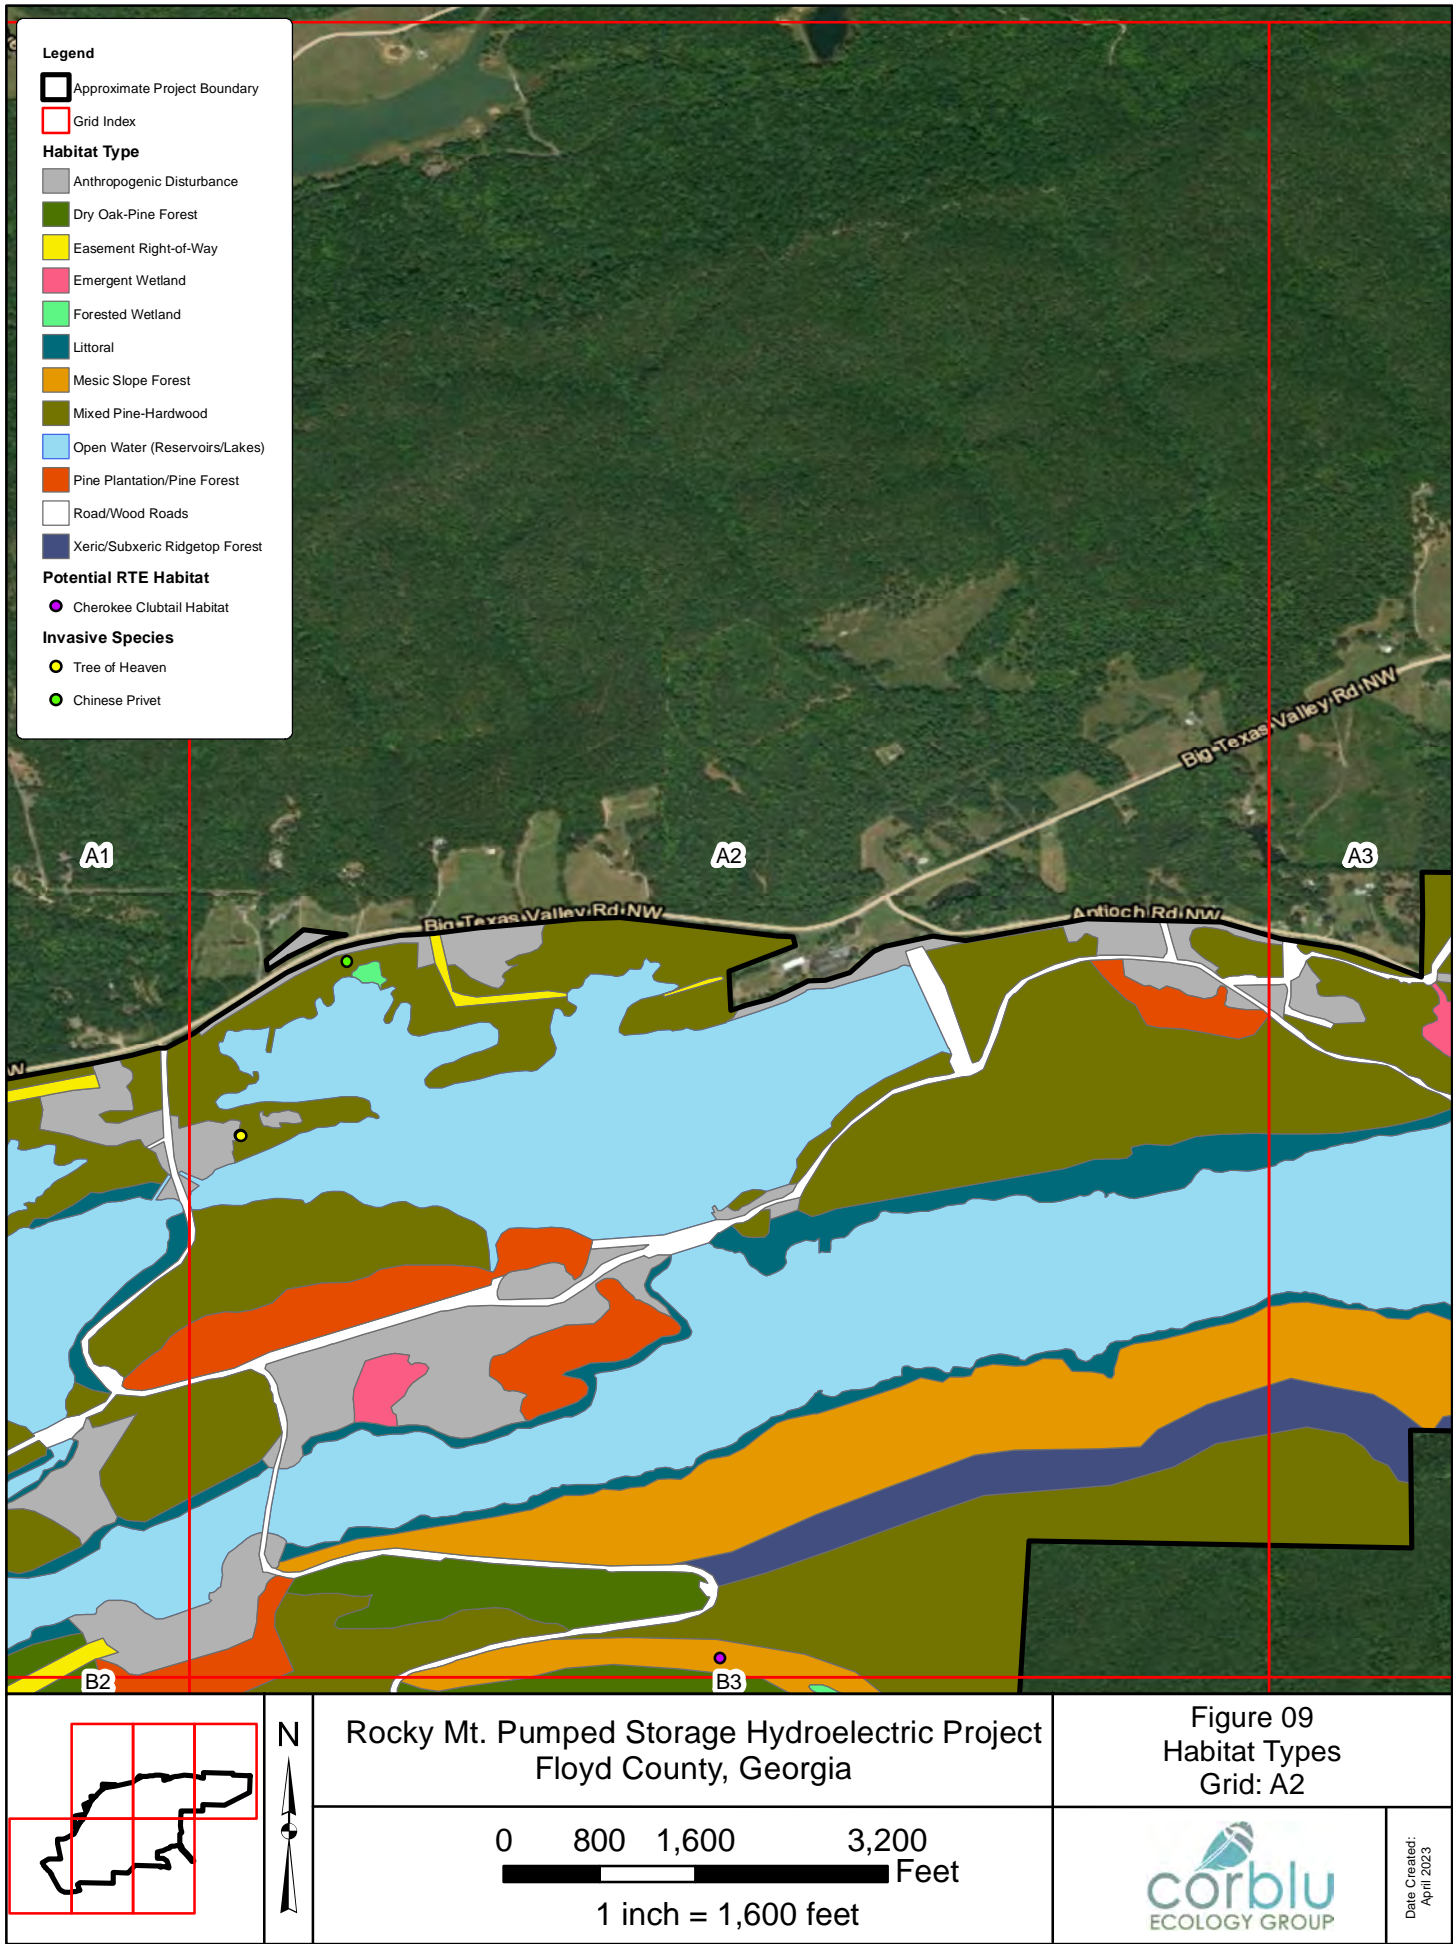 Legend
Approximate Project Boundary
Grid Index
Habitat Type
Anthropogenic Disturbance
Dry Oak-Pine Forest
Easement Right-of-Way
Emergent Wetland
Forested Wetland
Littoral
Mesic Slope Forest
Mixed Pine-Hardwood
Open Water (Reservoirs/Lakes)
Pine Plantation/Pine Forest
Road/Wood Roads
Xeric/Subxeric Ridgetop Forest
Potential RTE Habitat
Cherokee Clubtail Habitat
Invasive Species
Tree of Heaven
Chinese Privet
Big Texas Valley Rd NW
A1
A2
A3
Big Texas Valley Rd NW
Antioch Rd NW
W
B2
B3
N
Rocky Mt. Pumped Storage Hydroelectric Project
Floyd County, Georgia
0 800 1,600 3,200
Feet
1 inch = 1,600 feet
Figure 09
Habitat Types
Grid: A2
corblu
ECOLOGY GROUP
Date Created:
April 2023